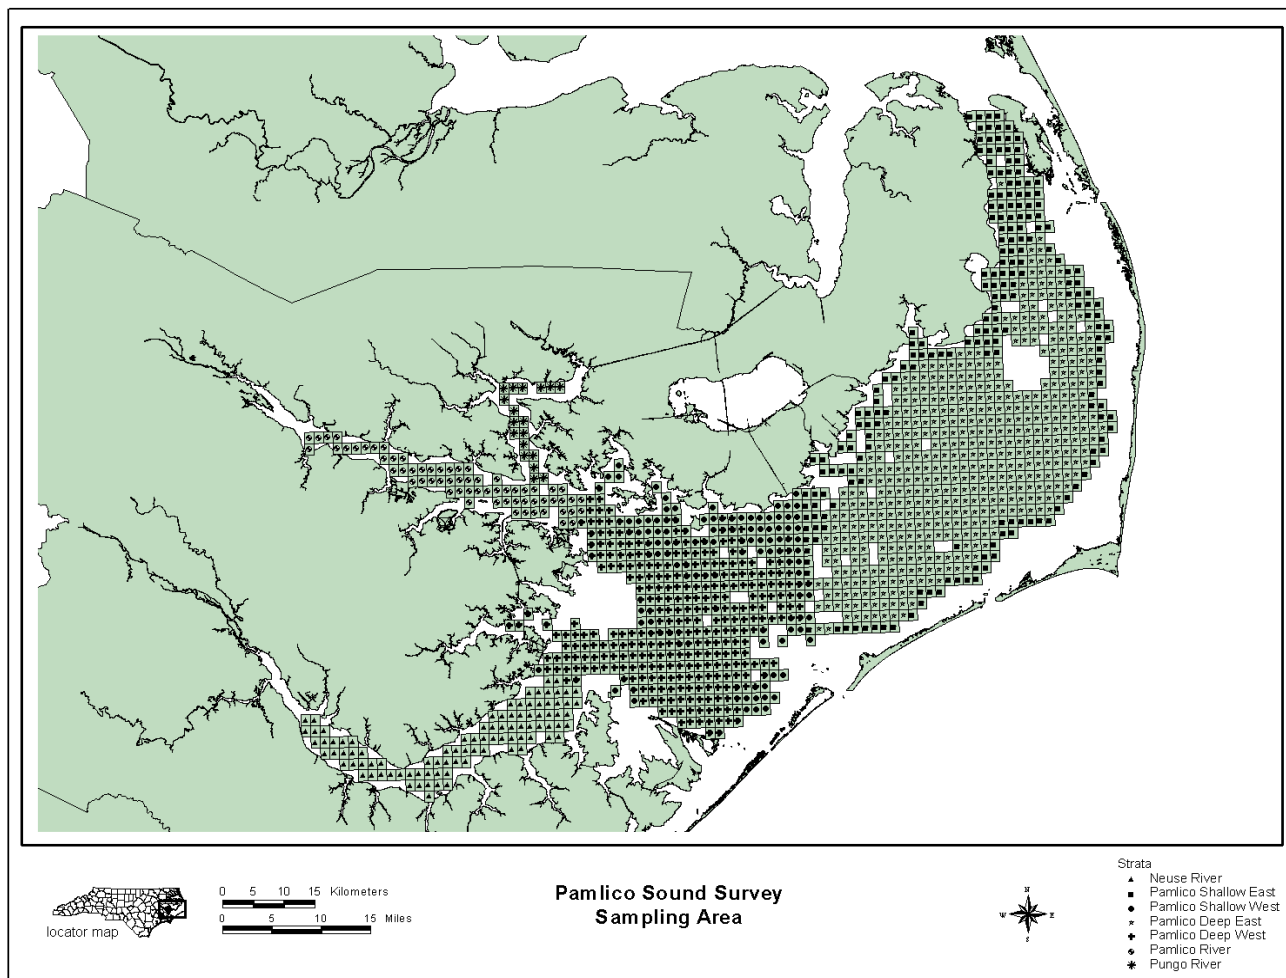 0 5 10 15 Kilometers
0 5 10 15 Miles
locator map
Pamlico Sound Survey
Sampling Area
N
W E
S
Strata
Neuse River
Pamlico Shallow East
Pamlico Shallow West
Pamlico Deep East
Pamlico Deep West
Pamlico River
Pungo River